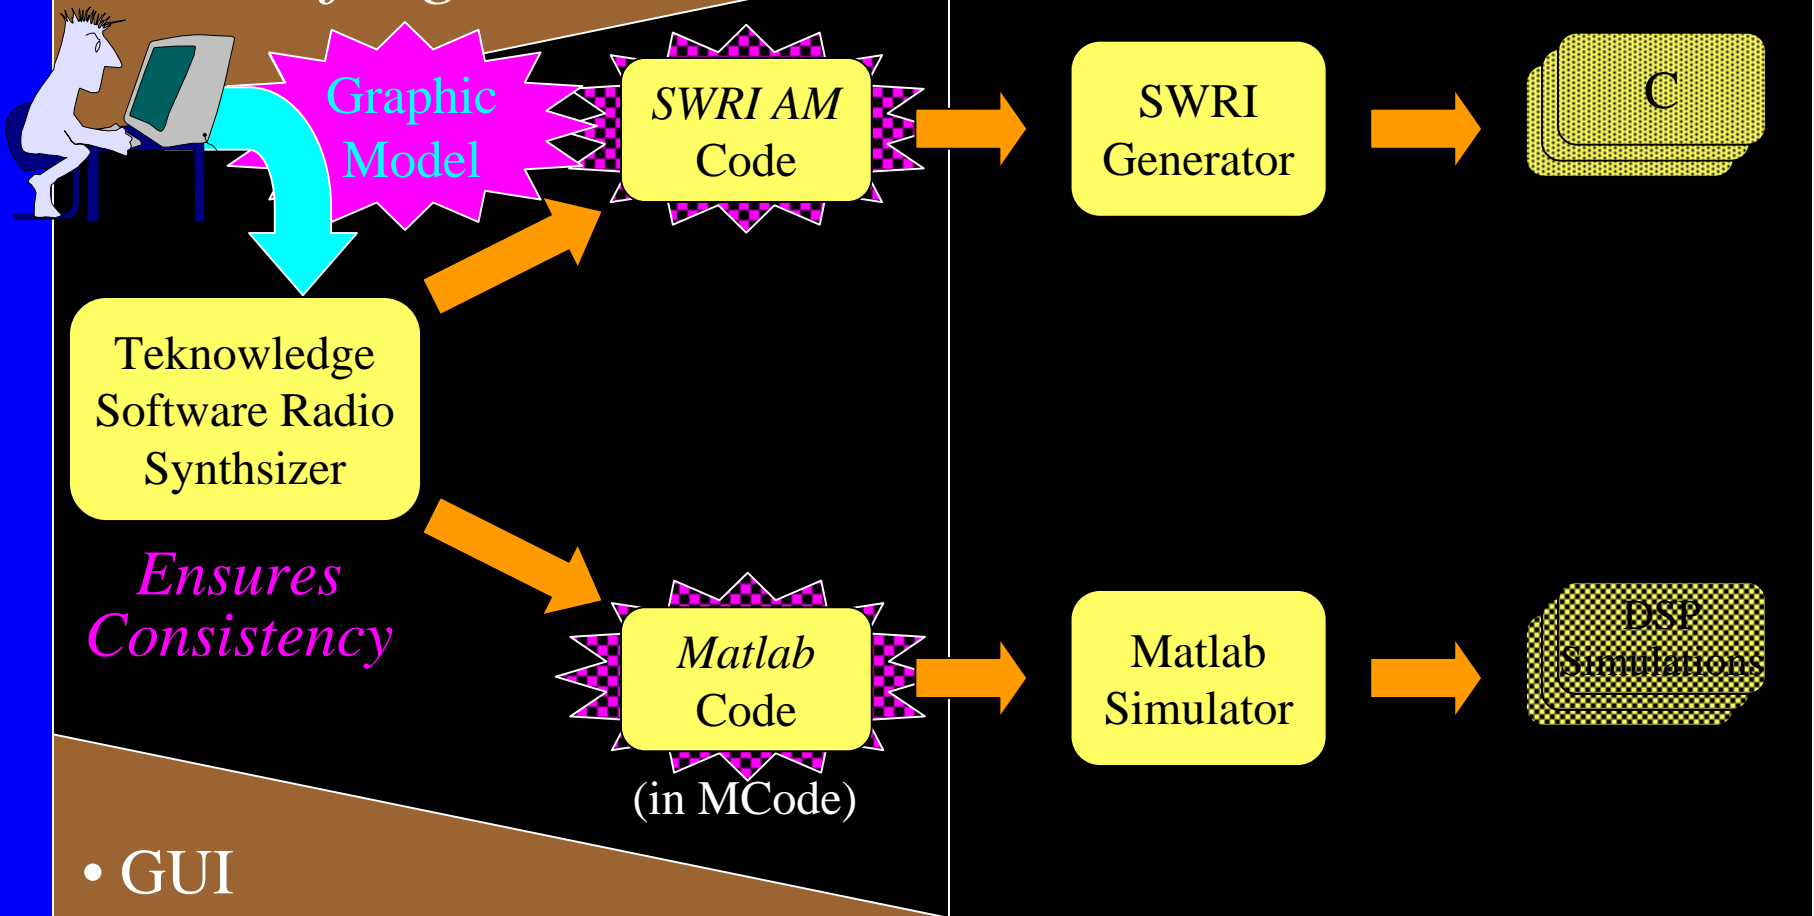 Graphic
Model
SWRI AM
Code
SWRI
Generator
C
Teknowledge
Software Radio
Synthsizer
Ensures
Consistency
Matlab
Code
(in MCode)
Matlab
Simulator
DSP
Simulations
• GUI